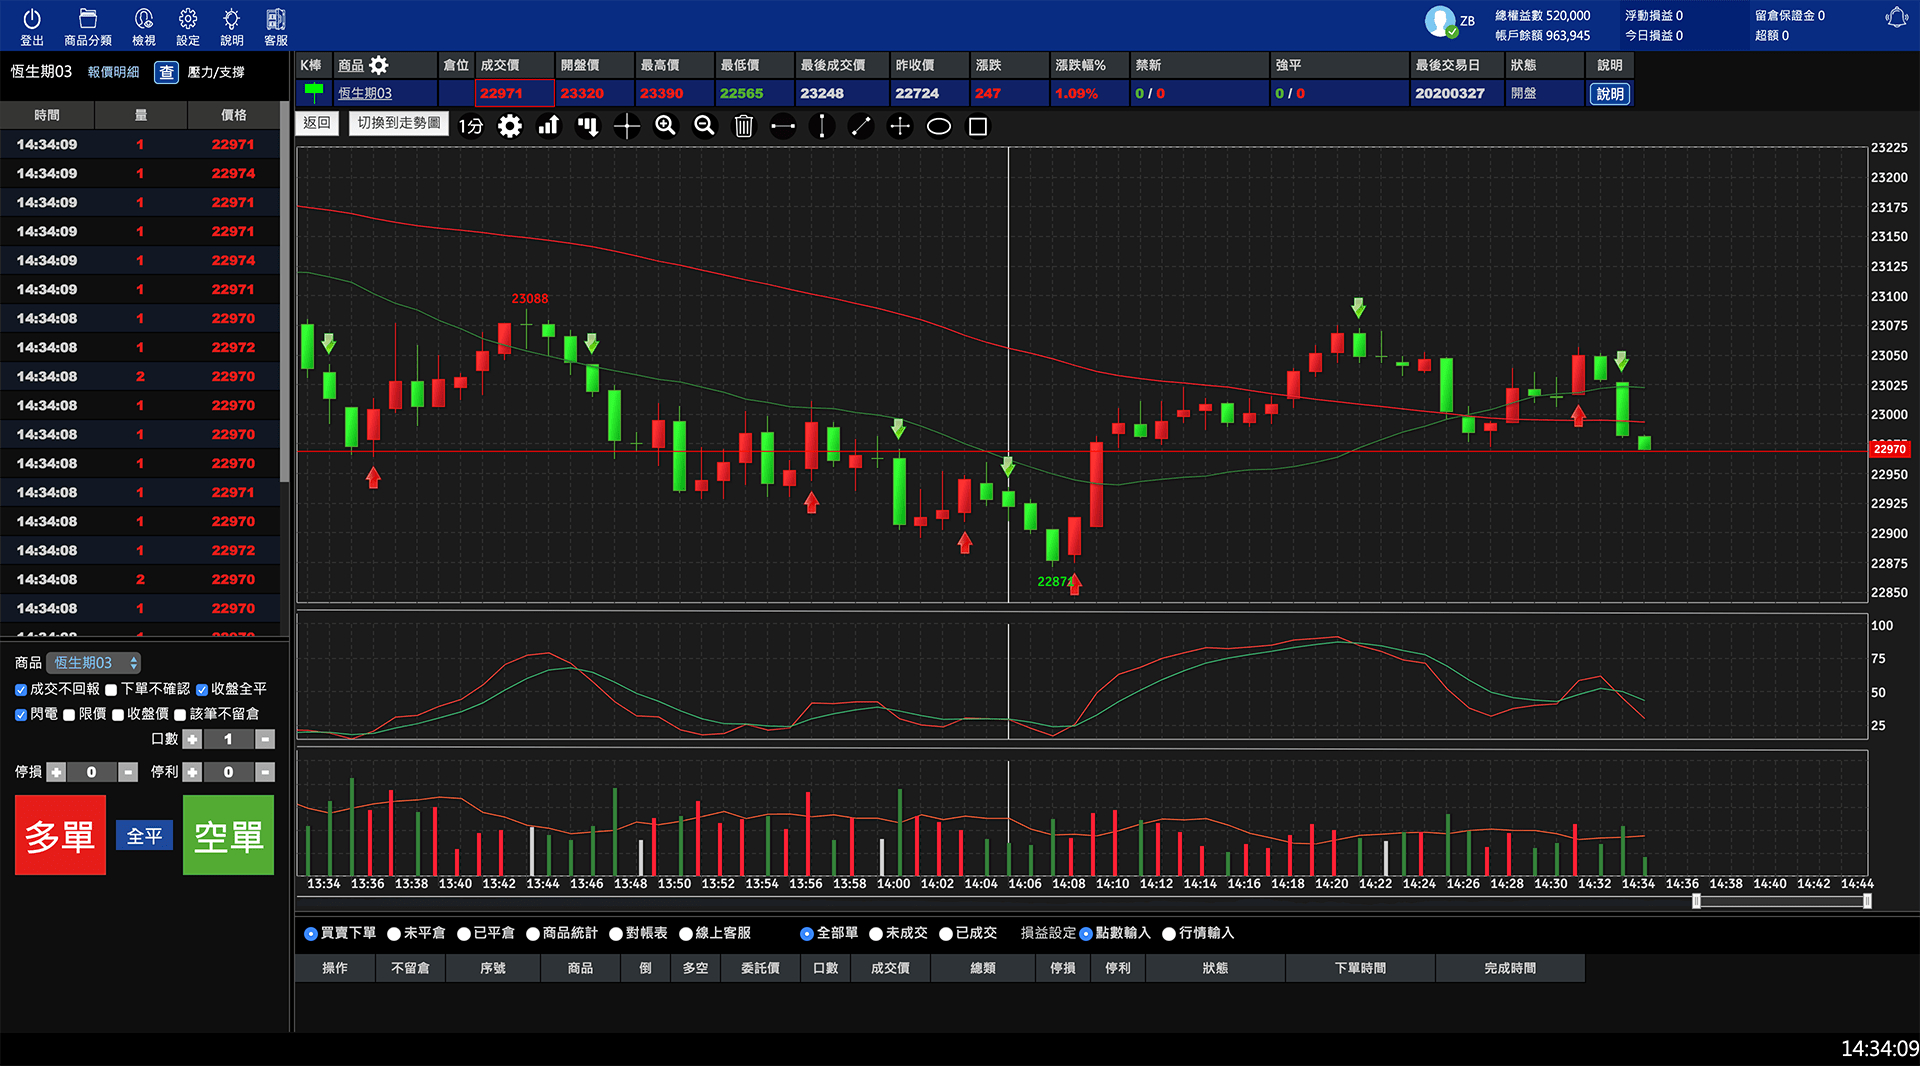 登出 商品分類 檢視 設定 說明 客服
ZB
總權益數 520,000 浮動損益 0 留倉保證金 0
帳戶餘額 963,945 今日損益 0 超額 0
恆生期03 報價明細 查 壓力/支撐
時間 量 價格
14:34:09 1 22971
14:34:09 1 22974
14:34:09 1 22971
14:34:09 1 22971
14:34:09 1 22974
14:34:09 1 22971
14:34:08 1 22970
14:34:08 1 22972
14:34:08 2 22970
14:34:08 1 22970
14:34:08 1 22970
14:34:08 1 22970
14:34:08 1 22971
14:34:08 1 22970
14:34:08 1 22972
14:34:08 2 22970
14:34:08 1 22970
14:34:08 1 22970
商品 恆生期03
成交不回報 下單不確認 收盤全平
閃電 限價 收盤價 該筆不留倉
口數 + 1 -
停損 + 0 - 停利 + 0 -
多單 全平 空單
K棒 商品 倉位 成交價 開盤價 最高價 最低價 最後成交價 昨收價 漲跌 漲跌幅% 禁新 強平 最後交易日 狀態 說明
恆生期03 22971 23320 23390 22565 23248 22724 247 1.09% 0 / 0 0 / 0 20200327 開盤 說明
返回 切換到走勢圖 1分
23225
23200
23175
23150
23125
23100
23075
23050
23025
23000
22970
22950
22925
22900
22875
22850
23088
2287
100
75
50
25
13:34 13:36 13:38 13:40 13:42 13:44 13:46 13:48 13:50 13:52 13:54 13:56 13:58 14:00 14:02 14:04 14:06 14:08 14:10 14:12 14:14 14:16 14:18 14:20 14:22 14:24 14:26 14:28 14:30 14:32 14:34 14:36 14:38 14:40 14:42 14:44
買賣下單 未平倉 已平倉 商品統計 對帳表 線上客服 全部單 未成交 已成交 損益設定 點數輸入 行情輸入
操作 不留倉 序號 商品 倒 多空 委託價 口數 成交價 總類 停損 停利 狀態 下單時間 完成時間
14:34:09